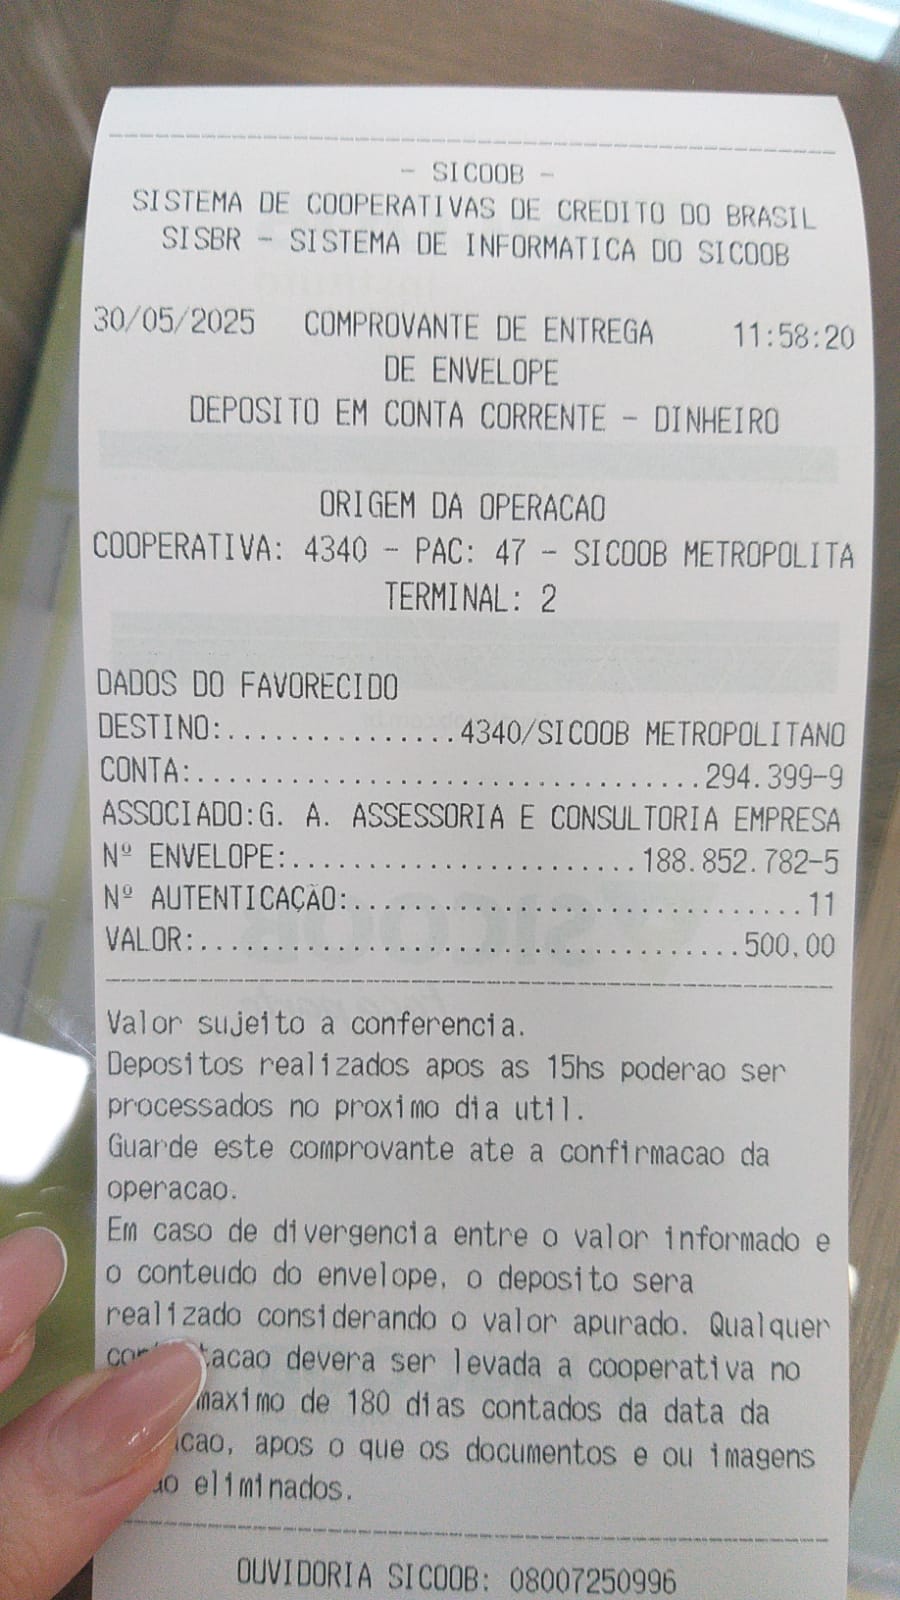 - SICOOB -
SISTEMA DE COOPERATIVAS DE CREDITO DO BRASIL
SISBR - SISTEMA DE INFORMATICA DO SICOOB
30/05/2025 COMPROVANTE DE ENTREGA 11:58:20
DE ENVELOPE
DEPOSITO EM CONTA CORRENTE - DINHEIRO
ORIGEM DA OPERACAO
COOPERATIVA: 4340 - PAC: 47 - SICOOB METROPOLITA
TERMINAL: 2
DADOS DO FAVORECIDO
DESTINO:...............4340/SICOOB METROPOLITANO
CONTA:................................294.399-9
ASSOCIADO:G. A. ASSESSORIA E CONSULTORIA EMPRESA
Nº ENVELOPE:......................188.852.782-5
Nº AUTENTICAÇÃO:.............................11
VALOR:...................................500,00
Valor sujeito a conferencia.
Depositos realizados apos as 15hs poderao ser
processados no proximo dia util.
Guarde este comprovante ate a confirmacao da
operacao.
Em caso de divergencia entre o valor informado e
o conteudo do envelope, o deposito sera
realizado considerando o valor apurado. Qualquer
devera ser levada a cooperativa no
maximo de 180 dias contados da data da
apos o que os documentos e ou imagens
eliminados.
OUVIDORIA SICOOB: 08007250996